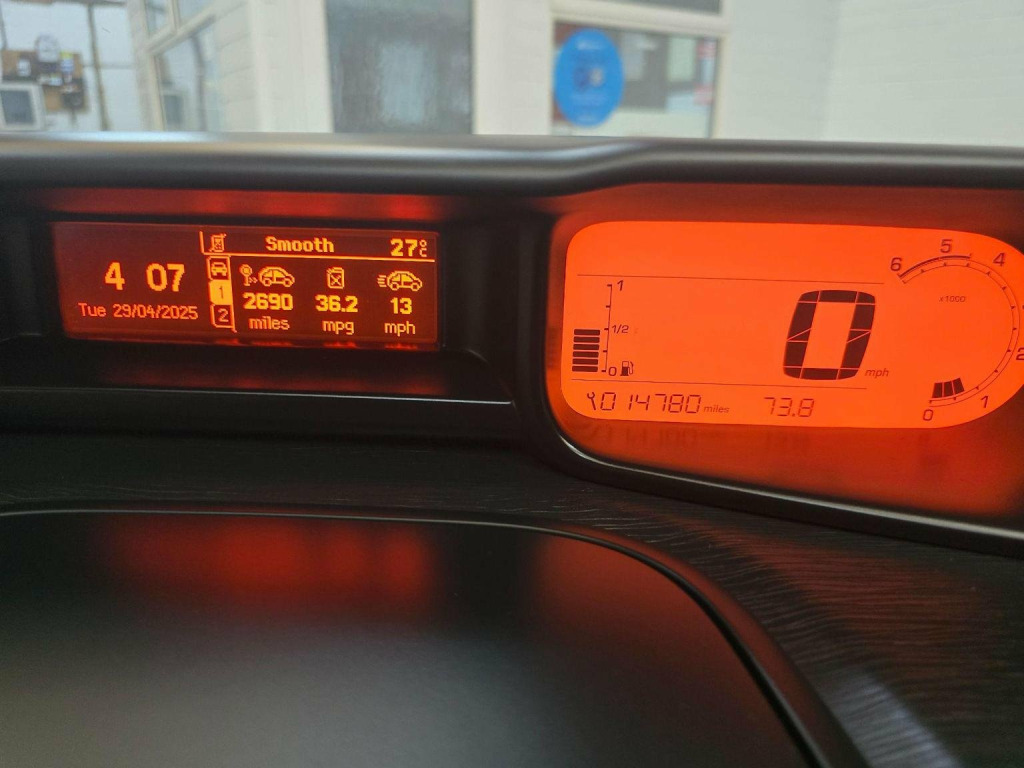 Smooth 27°C
4 07
Tue 29/04/2025
1
2
2690 36.2 13
miles mpg mph
1
1/2
0
0 mph
014780 miles 73.8
6 5 4
x1000
2
0 1